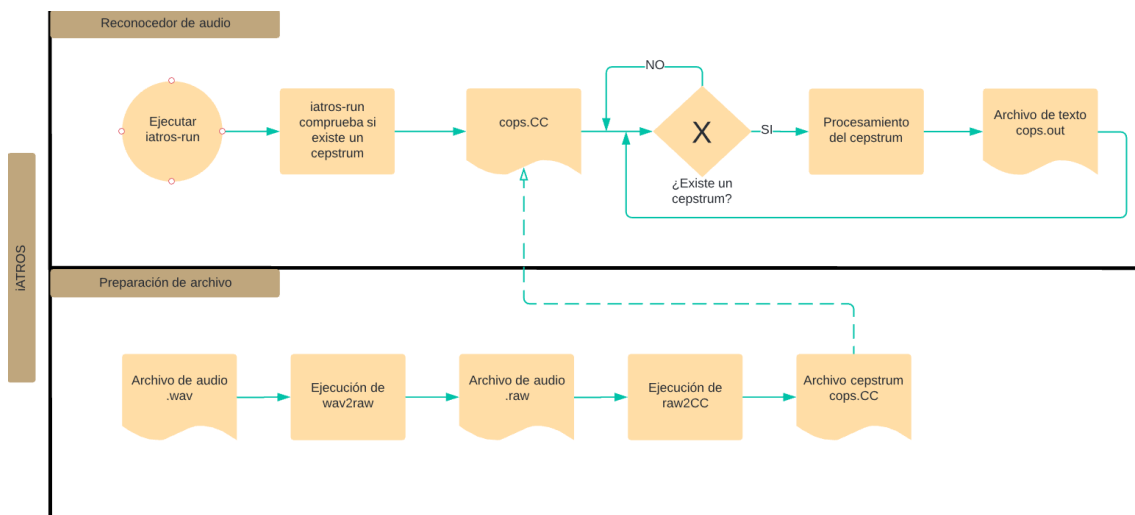 Reconocedor de audio
Ejecutar
iatros-run
iatros-run
comprueba si
existe un
cepstrum
cops.CC
NO
X
¿Existe un
cepstrum?
SI
Procesamiento
del cepstrum
Archivo de texto
cops.out
iATROS
Preparación de archivo
Archivo de audio
.wav
Ejecución de
wav2raw
Archivo de audio
.raw
Ejecución de
raw2CC
Archivo cepstrum
cops.CC